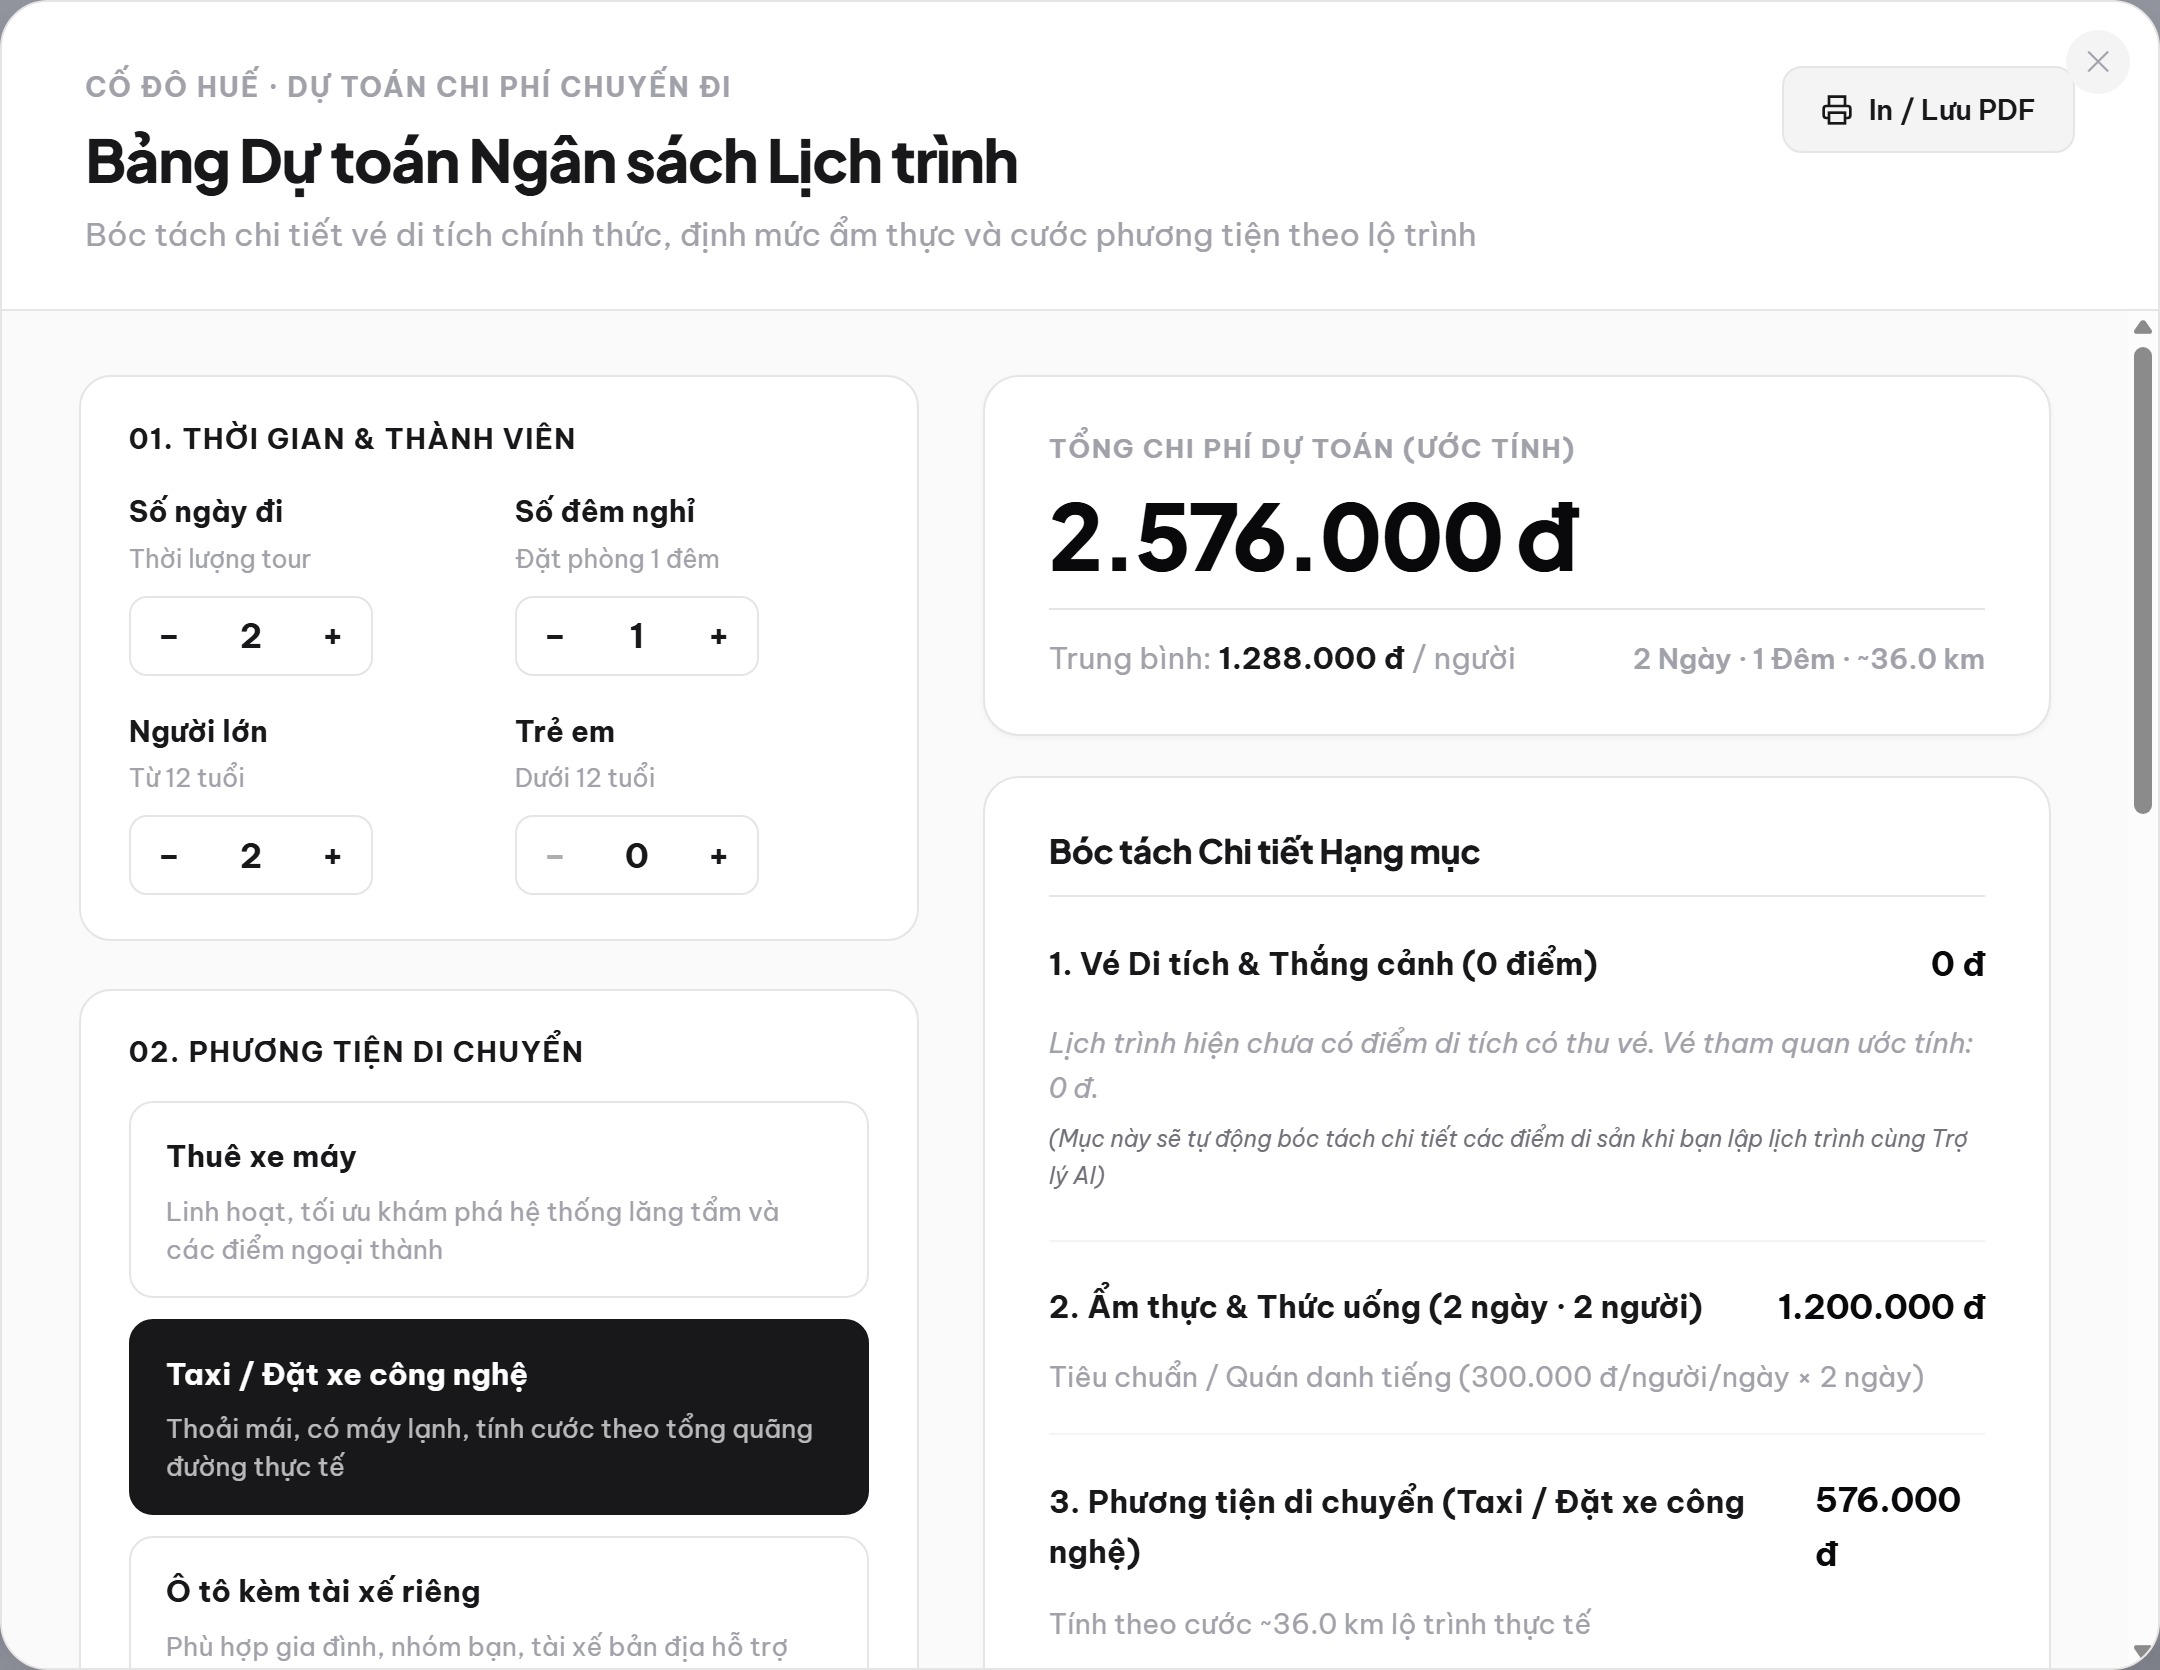 CỐ ĐÔ HUẾ · DỰ TOÁN CHI PHÍ CHUYẾN ĐI
Bảng Dự toán Ngân sách Lịch trình
Bóc tách chi tiết vé di tích chính thức, định mức ẩm thực và cước phương tiện theo lộ trình
In / Lưu PDF
01. THỜI GIAN & THÀNH VIÊN
Số ngày đi
Thời lượng tour
– 2 +
Số đêm nghỉ
Đặt phòng 1 đêm
– 1 +
Người lớn
Từ 12 tuổi
– 2 +
Trẻ em
Dưới 12 tuổi
– 0 +
02. PHƯƠNG TIỆN DI CHUYỂN
Thuê xe máy
Linh hoạt, tối ưu khám phá hệ thống lăng tẩm và
các điểm ngoại thành
Taxi / Đặt xe công nghệ
Thoải mái, có máy lạnh, tính cước theo tổng quãng
đường thực tế
Ô tô kèm tài xế riêng
Phù hợp gia đình, nhóm bạn, tài xế bản địa hỗ trợ
TỔNG CHI PHÍ DỰ TOÁN (ƯỚC TÍNH)
2.576.000 đ
Trung bình: 1.288.000 đ / người
2 Ngày · 1 Đêm · ~36.0 km
Bóc tách Chi tiết Hạng mục
1. Vé Di tích & Thắng cảnh (0 điểm)
0 đ
Lịch trình hiện chưa có điểm di tích có thu vé. Vé tham quan ước tính:
0 đ.
(Mục này sẽ tự động bóc tách chi tiết các điểm di sản khi bạn lập lịch trình cùng Trợ
lý AI)
2. Ẩm thực & Thức uống (2 ngày · 2 người)
1.200.000 đ
Tiêu chuẩn / Quán danh tiếng (300.000 đ/người/ngày × 2 ngày)
3. Phương tiện di chuyển (Taxi / Đặt xe công
nghệ)
576.000
đ
Tính theo cước ~36.0 km lộ trình thực tế